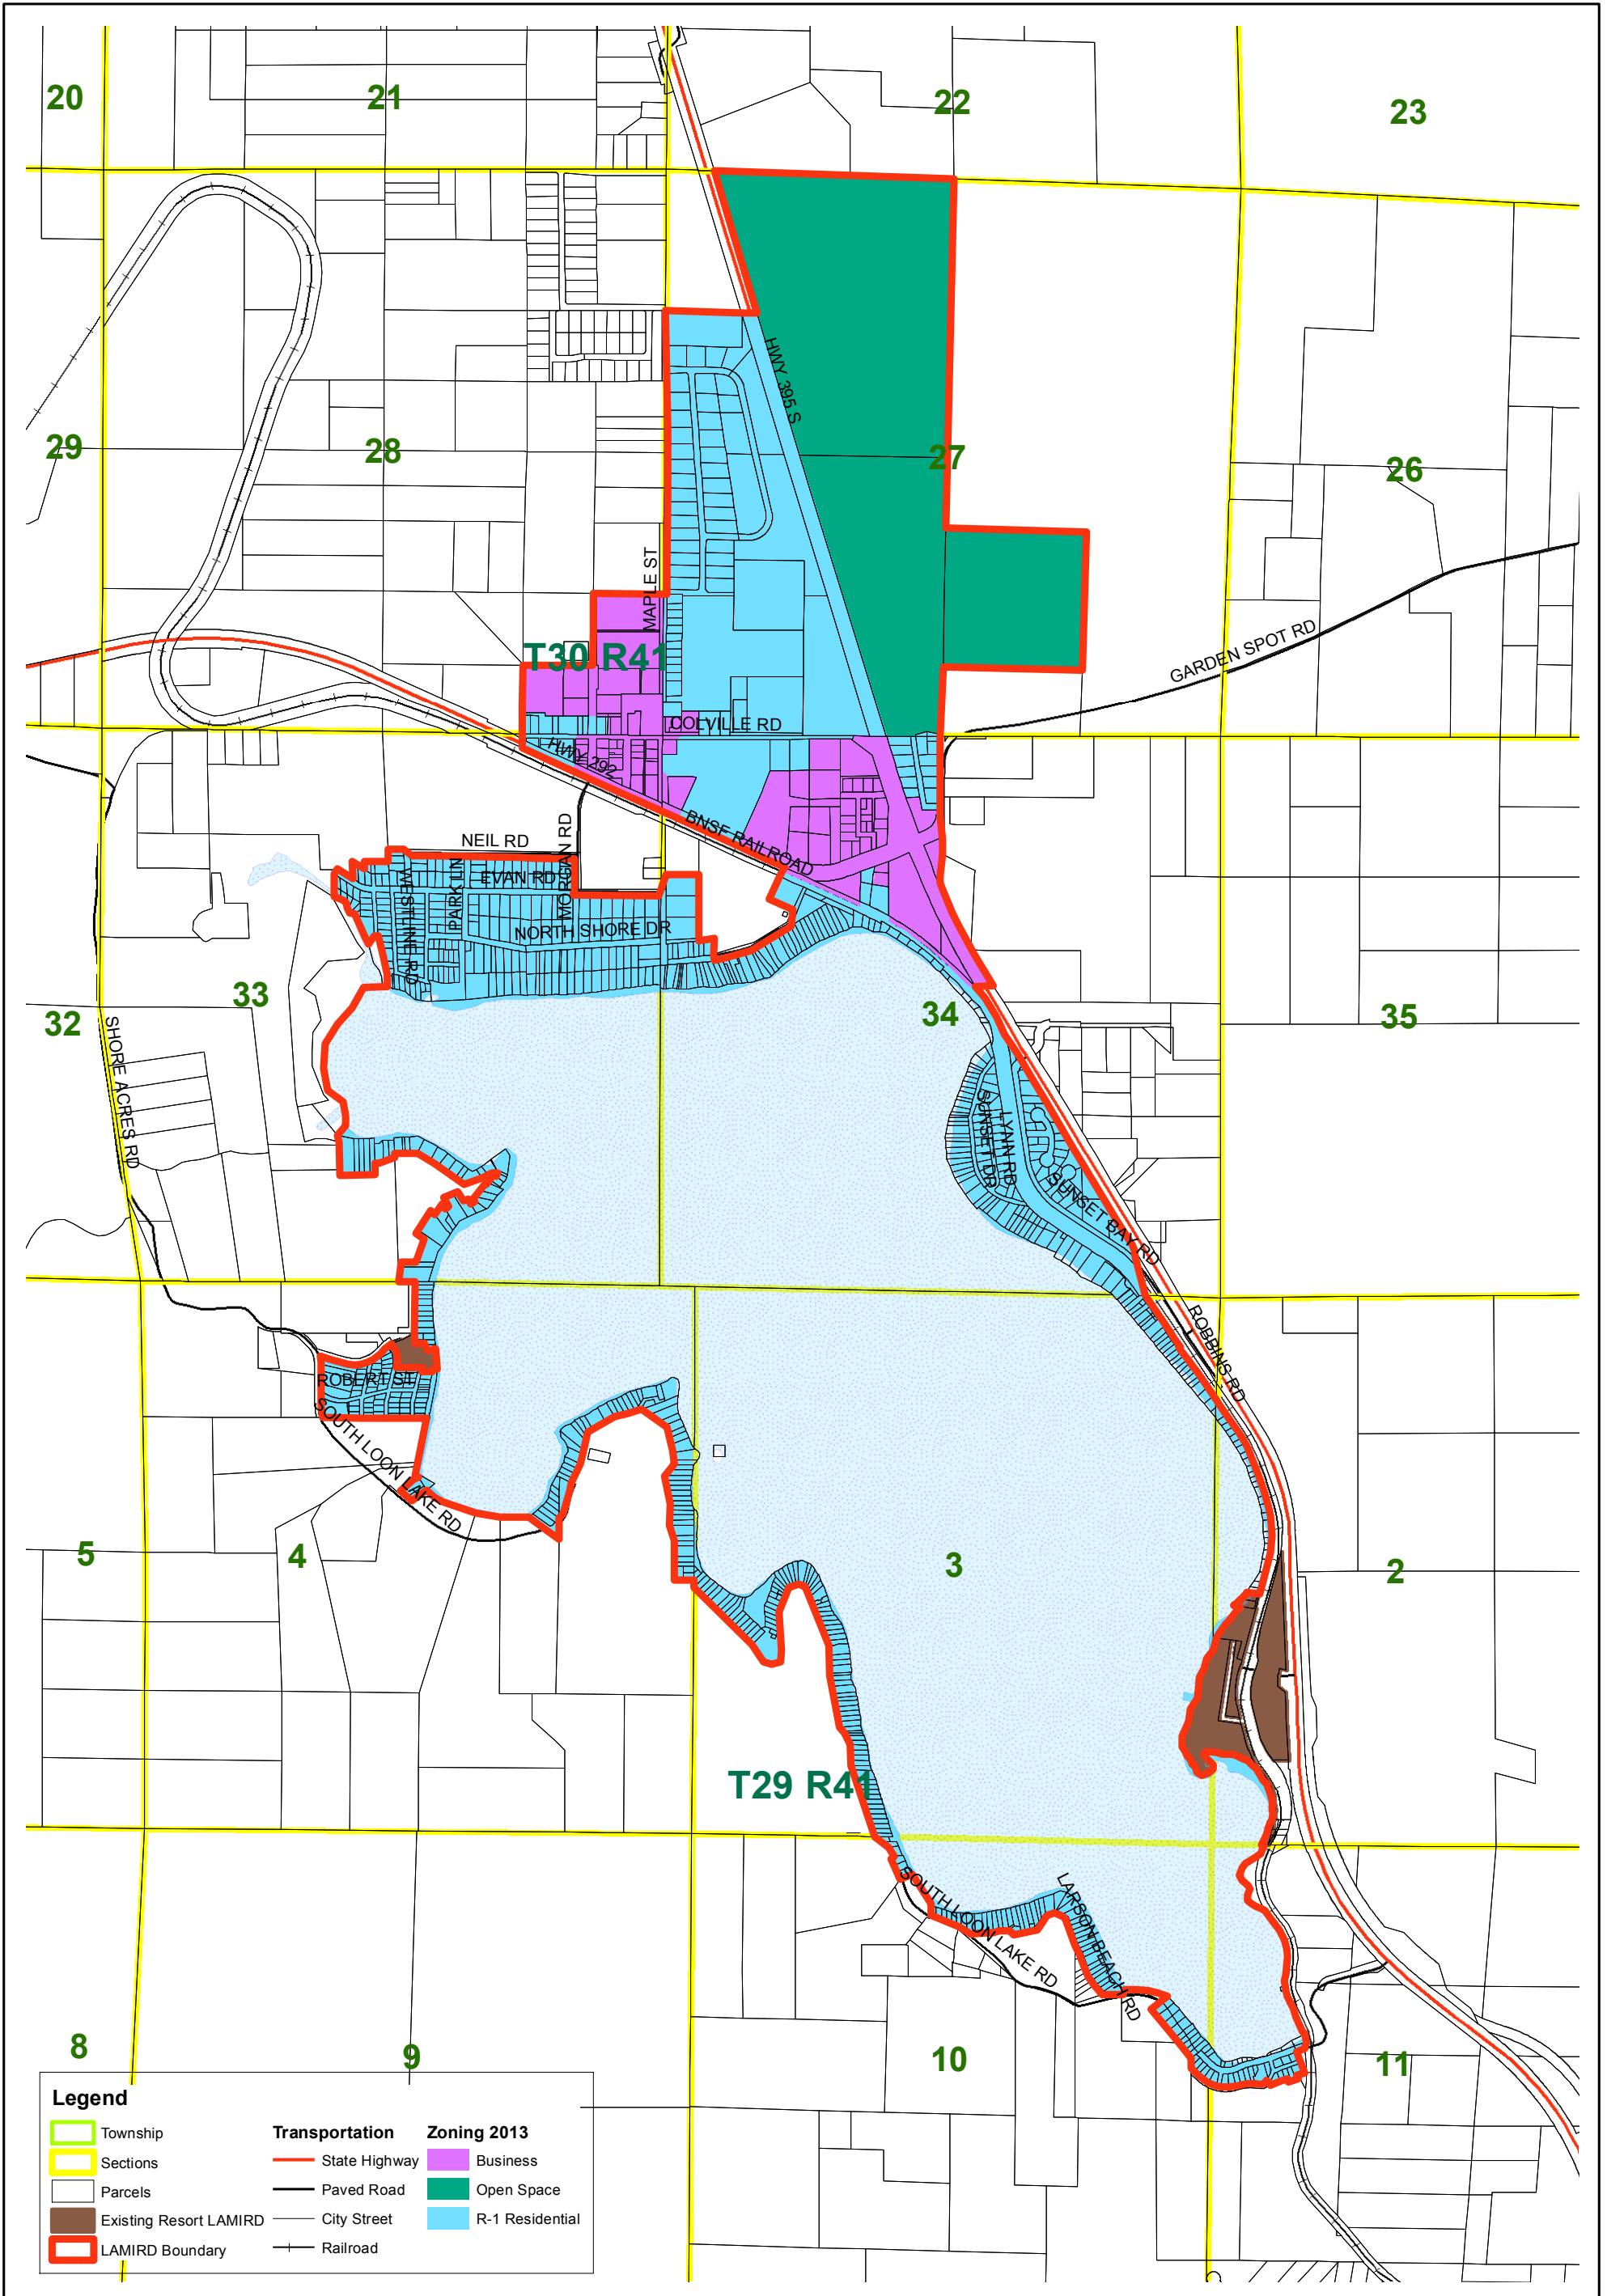 20
21
22
23
HWY 395 S
29
28
27
26
MAPLE ST
T30 R41
GARDEN SPOT RD
COLVILLE RD
HWY 292
BNSF RAILROAD
NEIL RD
MORGAN RD
EVAN RD
PARK LN
WESTLINE RD
NORTH SHORE DR
33
34
32
35
SHORE ACRES RD
SUNSET DR
LYNN RD
SUNSET BAY RD
ROBBINS RD
ROBERT ST
SOUTH LOON LAKE RD
5
4
3
2
T29 R41
SOUTH LOON LAKE RD
LARSON BEACH RD
8
9
10
11
Legend
Township
Sections
Parcels
Existing Resort LAMIRD
LAMIRD Boundary
Transportation
State Highway
Paved Road
City Street
Railroad
Zoning 2013
Business
Open Space
R-1 Residential